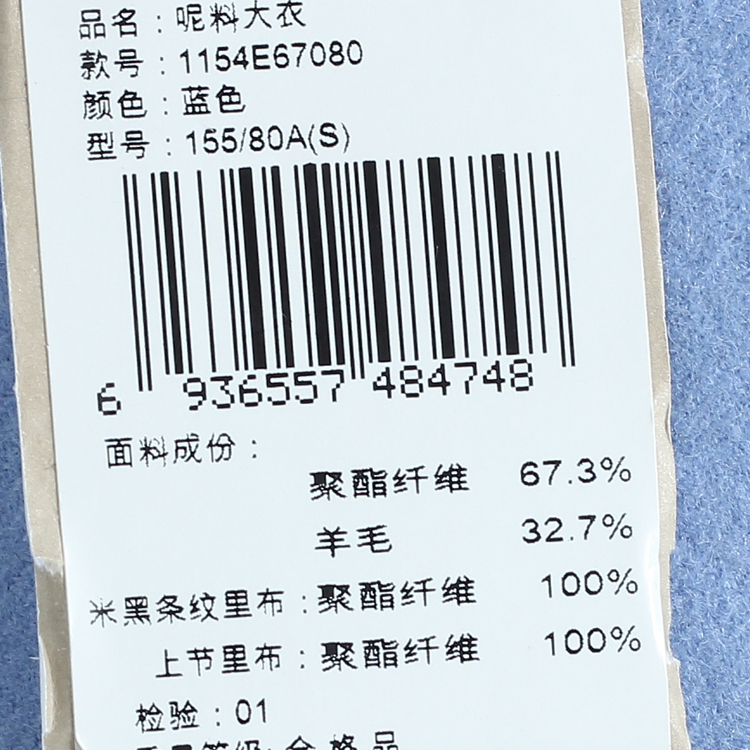 品名：呢料大衣
款号：1154E67080
颜色：蓝色
型号：155/80A(S)
6 936557 484748
面料成份：
聚酯纤维 67.3%
羊毛 32.7%
米黑条纹里布：聚酯纤维 100%
上节里布：聚酯纤维 100%
检验：01
合格品